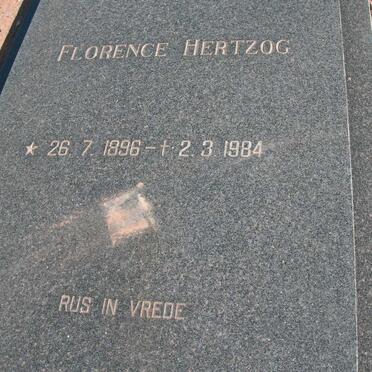 FLORENCE HERTZOG
* 26. 7. 1896 – † 2. 3. 1984
RUS IN VREDE